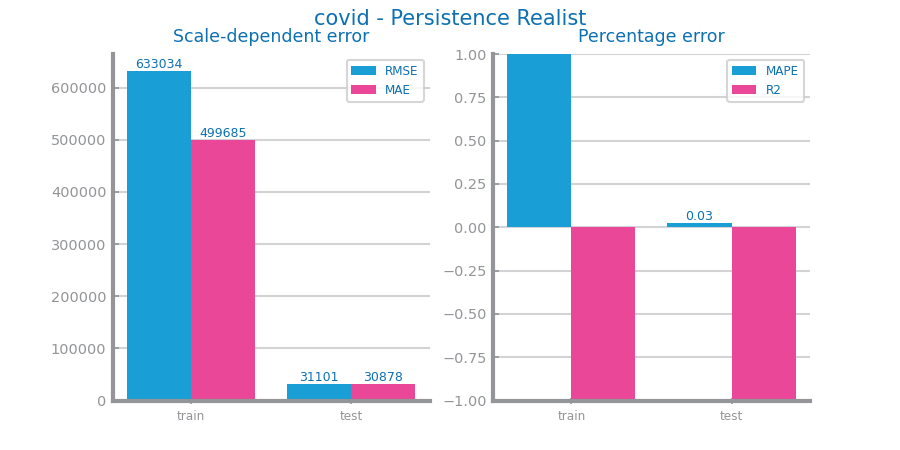 covid - Persistence Realist
Scale-dependent error
633034
499685
31101
30878
RMSE
MAE
600000
500000
400000
300000
200000
100000
0
train
test
Percentage error
0.03
MAPE
R2
1.00
0.75
0.50
0.25
0.00
−0.25
−0.50
−0.75
−1.00
train
test